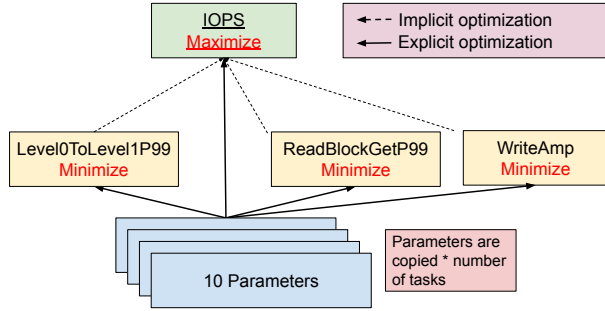 IOPS
Maximize
Implicit optimization
Explicit optimization
Level0ToLevel1P99
Minimize
ReadBlockGetP99
Minimize
WriteAmp
Minimize
10 Parameters
Parameters are
copied * number
of tasks